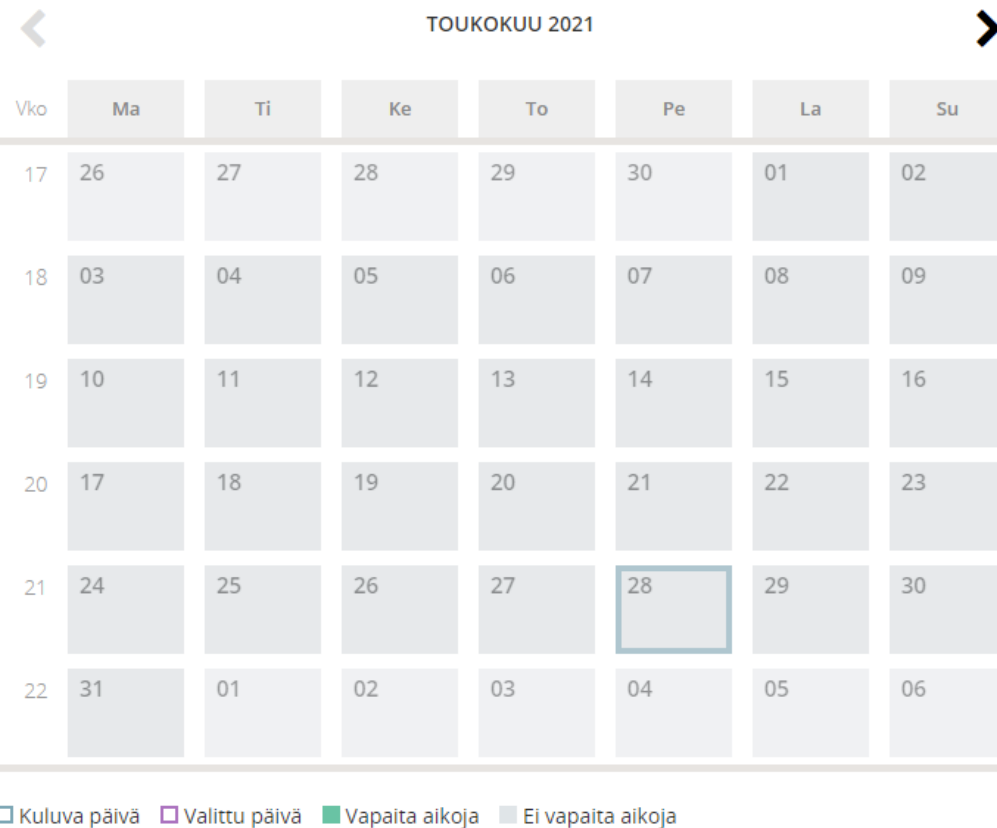 TOUKOKUU 2021
Vko Ma Ti Ke To Pe La Su
17 26 27 28 29 30 01 02
18 03 04 05 06 07 08 09
19 10 11 12 13 14 15 16
20 17 18 19 20 21 22 23
21 24 25 26 27 28 29 30
22 31 01 02 03 04 05 06
Kuluva päivä Valittu päivä Vapaita aikoja Ei vapaita aikoja